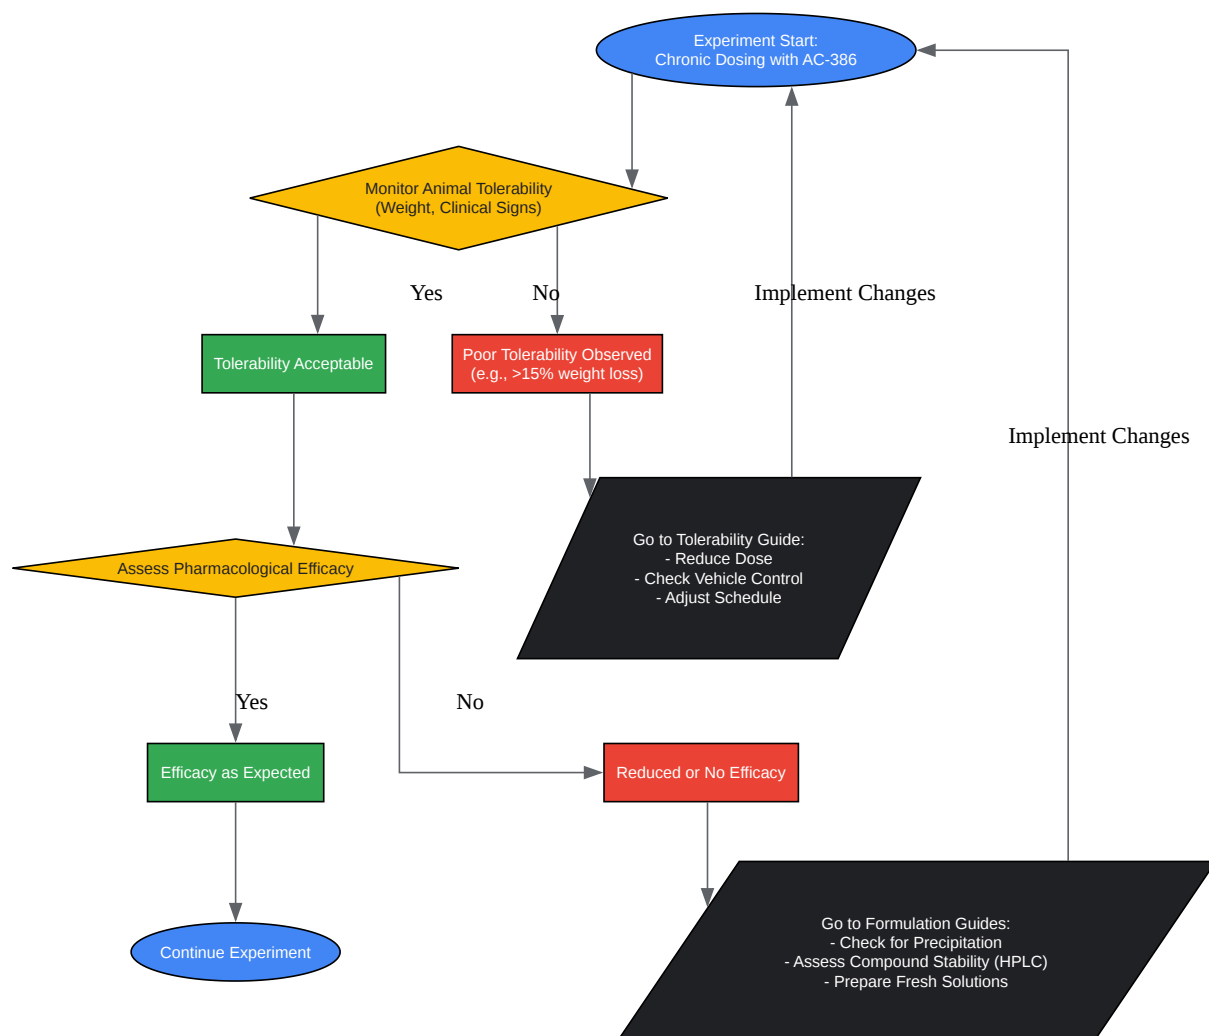 Experiment Start:
Chronic Dosing with AC-386
Monitor Animal Tolerability
(Weight, Clinical Signs)
Yes
No
Implement Changes
Tolerability Acceptable
Poor Tolerability Observed
(e.g., >15% weight loss)
Implement Changes
Go to Tolerability Guide:
- Reduce Dose
- Check Vehicle Control
- Adjust Schedule
Assess Pharmacological Efficacy
Yes
No
Efficacy as Expected
Reduced or No Efficacy
Go to Formulation Guides:
- Check for Precipitation
- Assess Compound Stability (HPLC)
- Prepare Fresh Solutions
Continue Experiment